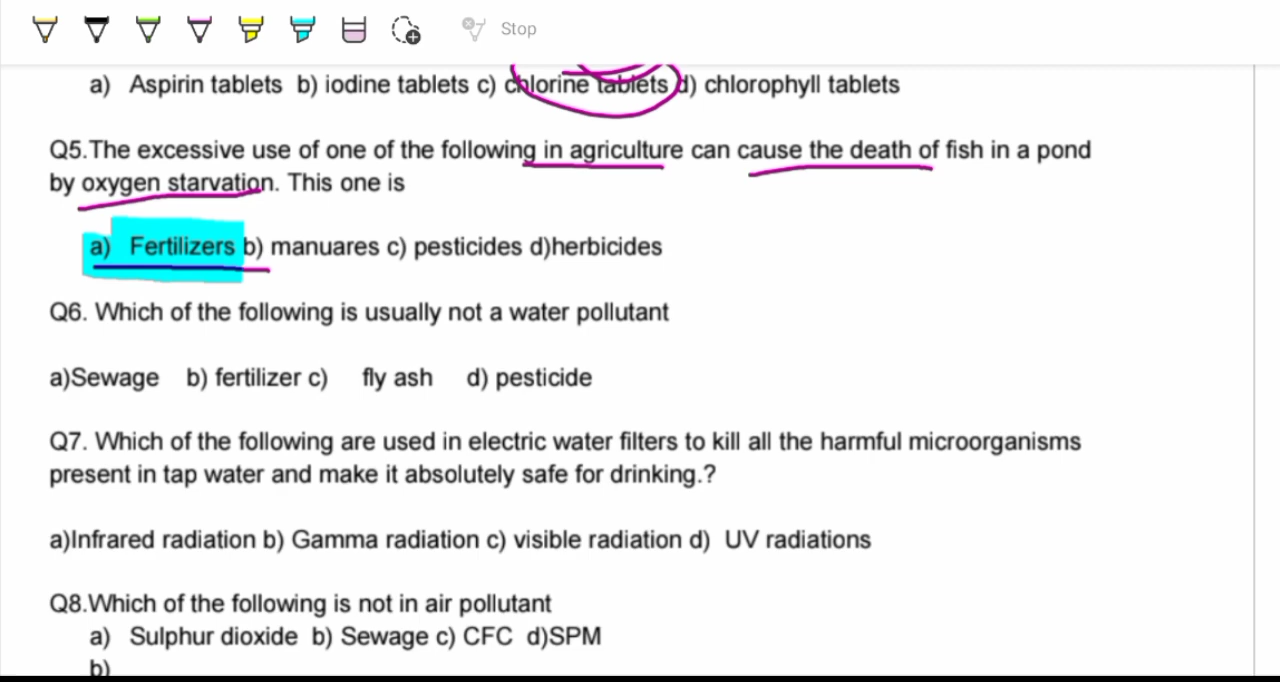 Stop
a) Aspirin tablets b) iodine tablets c) chlorine tablets d) chlorophyll tablets
Q5.The excessive use of one of the following in agriculture can cause the death of fish in a pond
by oxygen starvation. This one is
a) Fertilizers b) manuares c) pesticides d)herbicides
Q6. Which of the following is usually not a water pollutant
a)Sewage b) fertilizer c) fly ash d) pesticide
Q7. Which of the following are used in electric water filters to kill all the harmful microorganisms
present in tap water and make it absolutely safe for drinking.?
a)Infrared radiation b) Gamma radiation c) visible radiation d) UV radiations
Q8.Which of the following is not in air pollutant
a) Sulphur dioxide b) Sewage c) CFC d)SPM
b)